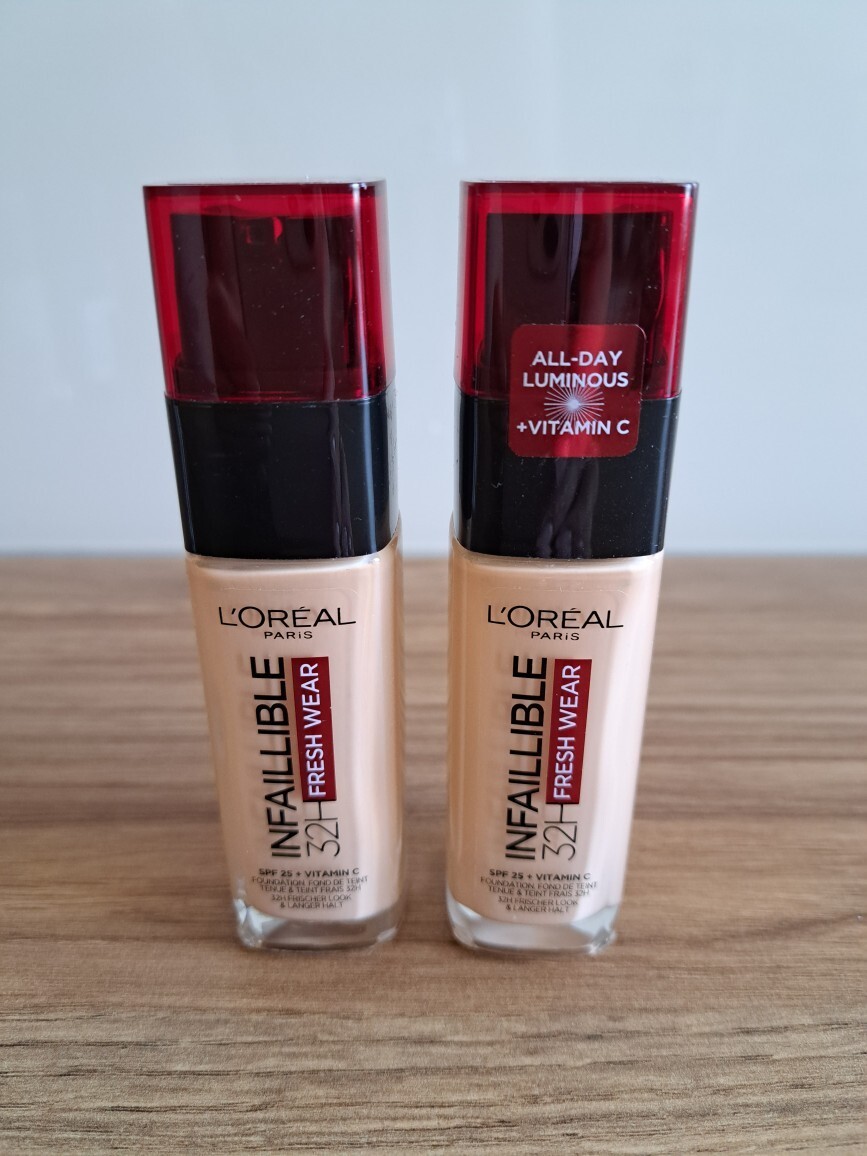 L'ORÉAL
PARiS
INFAILLIBLE
32H FRESH WEAR
SPF 25 + VITAMIN C
FOUNDATION, FOND DE TEINT
TENUE & TEINT FRAIS 32H
32H FRISCHER LOOK
& LANGER HALT
ALL-DAY
LUMINOUS
+VITAMIN C
L'ORÉAL
PARiS
INFAILLIBLE
32H FRESH WEAR
SPF 25 + VITAMIN C
FOUNDATION, FOND DE TEINT
TENUE & TEINT FRAIS 32H
32H FRISCHER LOOK
& LANGER HALT